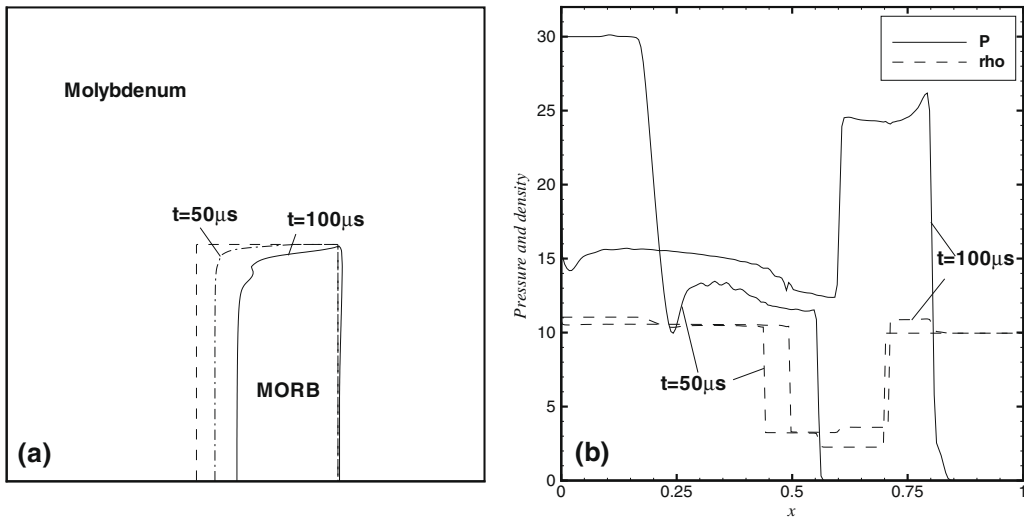 Molybdenum
t=50μs
t=100μs
MORB
(a)
Pressure and density
30
25
20
15
10
5
0
P
rho
t=100μs
t=50μs
(b)
0
0.25
0.5
0.75
1
x